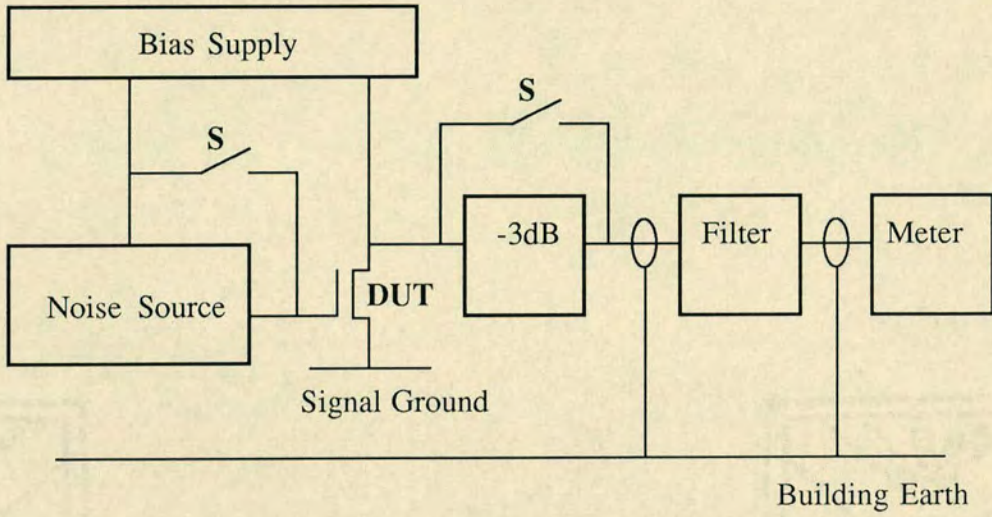 Bias Supply
S
S
-3dB
Filter
Meter
Noise Source
DUT
Signal Ground
Building Earth